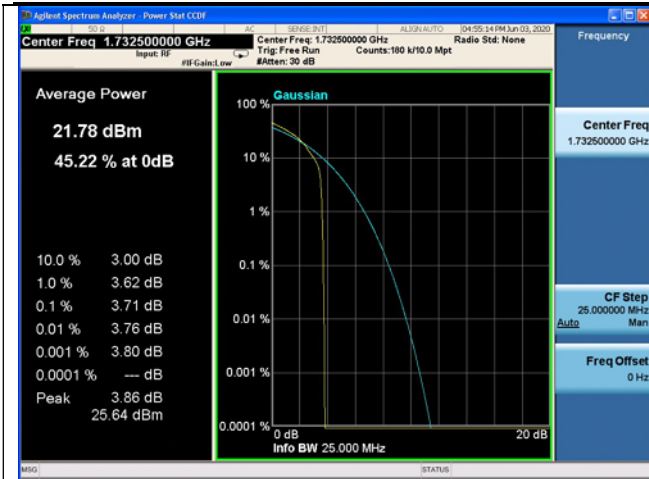 Agilent Spectrum Analyzer - Power Stat CCDF
50 Ω AC SENSE:INT ALIGNAUTO 04:55:14 PM Jun 03, 2020
Center Freq 1.732500000 GHz
Input: RF
#IFGain:Low
Center Freq: 1.732500000 GHz Radio Std: None
Trig: Free Run Counts:180 k/10.0 Mpt
#Atten: 30 dB
Frequency
Average Power
21.78 dBm
45.22 % at 0dB
10.0 % 3.00 dB
1.0 % 3.62 dB
0.1 % 3.71 dB
0.01 % 3.76 dB
0.001 % 3.80 dB
0.0001 % --- dB
Peak 3.86 dB
25.64 dBm
Gaussian
100 %
10 %
1 %
0.1 %
0.01 %
0.001 %
0.0001 %
0 dB 20 dB
Info BW 25.000 MHz
Center Freq
1.732500000 GHz
CF Step
25.000000 MHz
Auto Man
Freq Offset
0 Hz
MSG STATUS